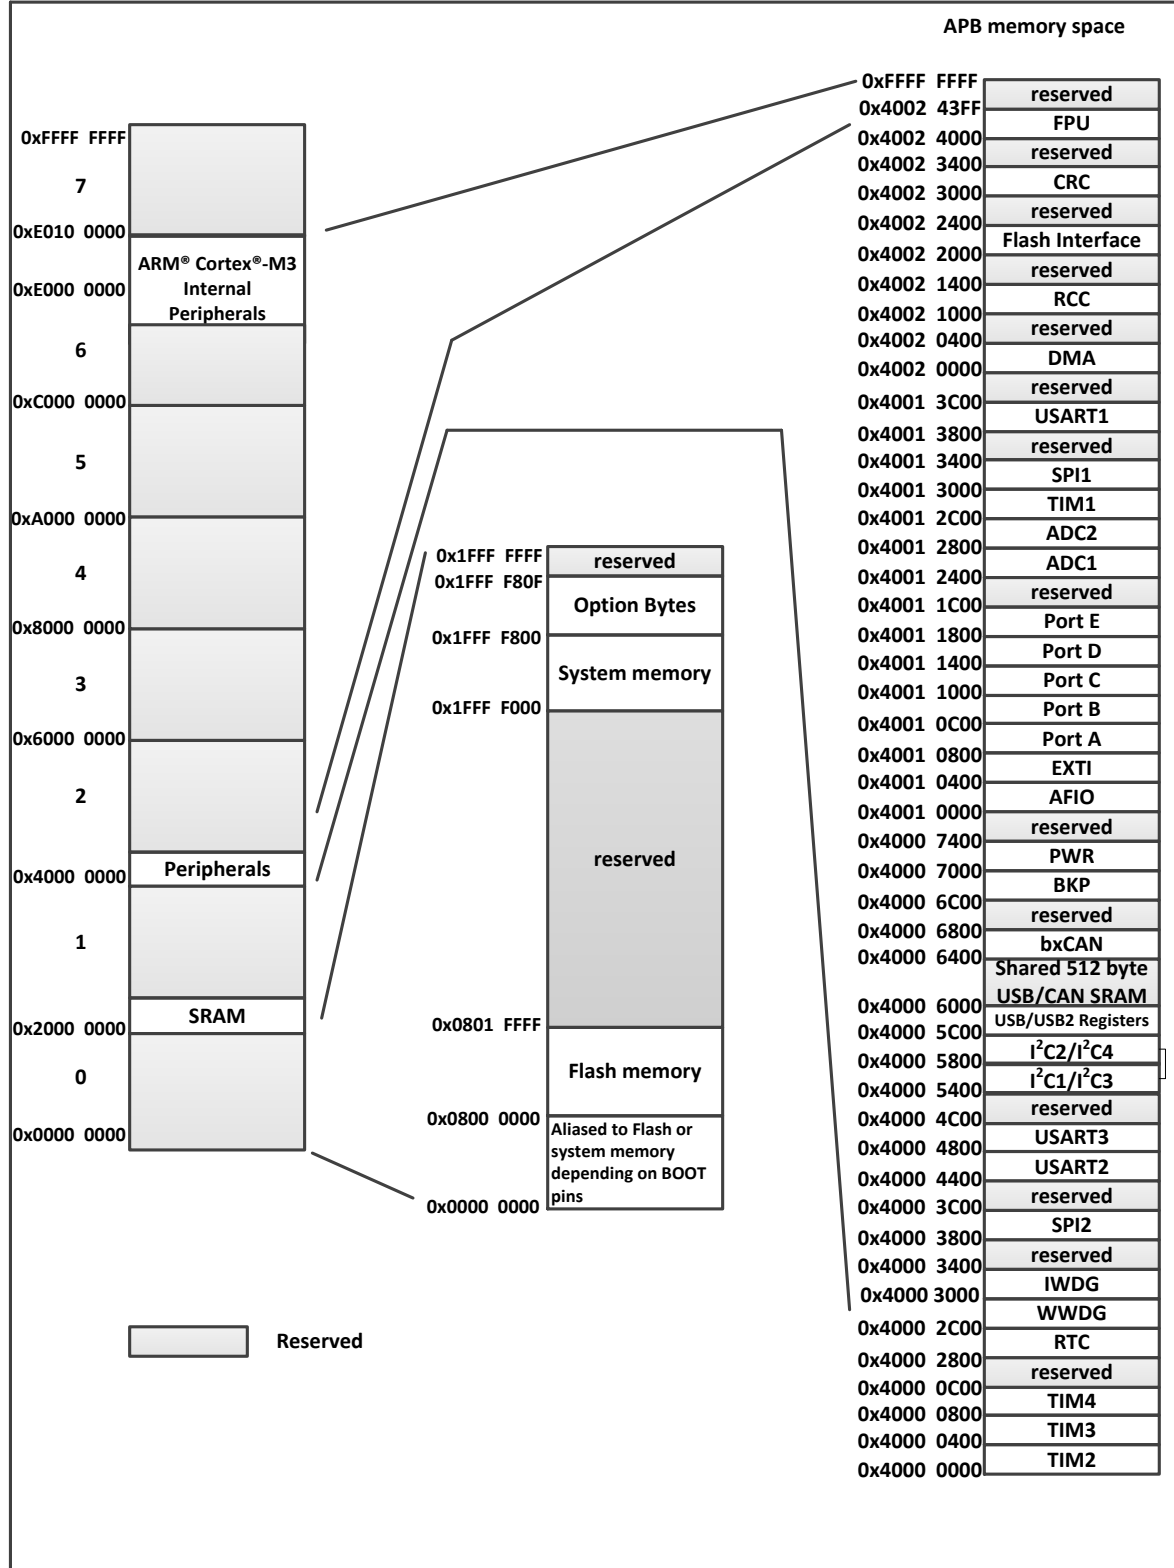 APB memory space
0xFFFF FFFF
7
0xE010 0000
ARM® Cortex®-M3
Internal
Peripherals
0xE000 0000
6
0xC000 0000
5
0xA000 0000
4
0x8000 0000
3
0x6000 0000
2
Peripherals
0x4000 0000
1
SRAM
0x2000 0000
0
0x0000 0000
Reserved
0x1FFF FFFF
reserved
0x1FFF F80F
Option Bytes
0x1FFF F800
System memory
0x1FFF F000
reserved
0x0801 FFFF
Flash memory
0x0800 0000
Aliased to Flash or
system memory
depending on BOOT
pins
0x0000 0000
0xFFFF FFFF
reserved
0x4002 43FF
FPU
0x4002 4000
reserved
0x4002 3400
CRC
0x4002 3000
reserved
0x4002 2400
Flash Interface
0x4002 2000
reserved
0x4002 1400
RCC
0x4002 1000
reserved
0x4002 0400
DMA
0x4002 0000
reserved
0x4001 3C00
USART1
0x4001 3800
reserved
0x4001 3400
SPI1
0x4001 3000
TIM1
0x4001 2C00
ADC2
0x4001 2800
ADC1
0x4001 2400
reserved
0x4001 1C00
Port E
0x4001 1800
Port D
0x4001 1400
Port C
0x4001 1000
Port B
0x4001 0C00
Port A
0x4001 0800
EXTI
0x4001 0400
AFIO
0x4001 0000
reserved
0x4000 7400
PWR
0x4000 7000
BKP
0x4000 6C00
reserved
0x4000 6800
bxCAN
0x4000 6400
Shared 512 byte
USB/CAN SRAM
0x4000 6000
USB/USB2 Registers
0x4000 5C00
I²C2/I²C4
0x4000 5800
I²C1/I²C3
0x4000 5400
reserved
0x4000 4C00
USART3
0x4000 4800
USART2
0x4000 4400
reserved
0x4000 3C00
SPI2
0x4000 3800
reserved
0x4000 3400
IWDG
0x4000 3000
WWDG
0x4000 2C00
RTC
0x4000 2800
reserved
0x4000 0C00
TIM4
0x4000 0800
TIM3
0x4000 0400
TIM2
0x4000 0000